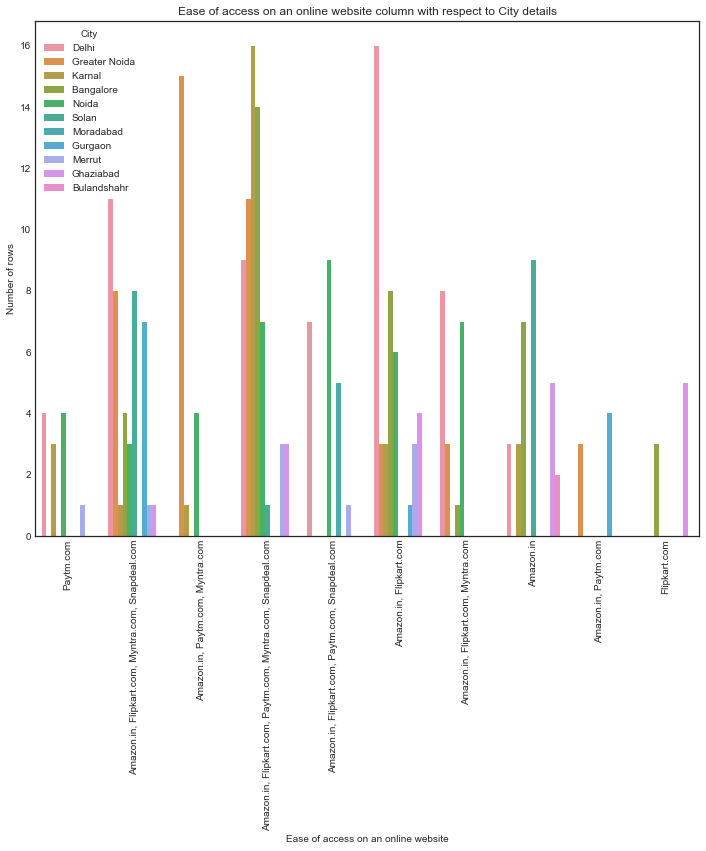 Ease of access on an online website column with respect to City details
City
Delhi
Greater Noida
Karnal
Bangalore
Noida
Solan
Moradabad
Gurgaon
Merrut
Ghaziabad
Bulandshahr
16
14
12
10
8
6
4
2
0
Number of rows
Paytm.com
Amazon.in, Flipkart.com, Myntra.com, Snapdeal.com
Amazon.in, Paytm.com, Myntra.com
Amazon.in, Flipkart.com, Paytm.com, Myntra.com, Snapdeal.com
Amazon.in, Flipkart.com, Paytm.com, Snapdeal.com
Amazon.in, Flipkart.com
Amazon.in, Flipkart.com, Myntra.com
Amazon.in
Amazon.in, Paytm.com
Flipkart.com
Ease of access on an online website